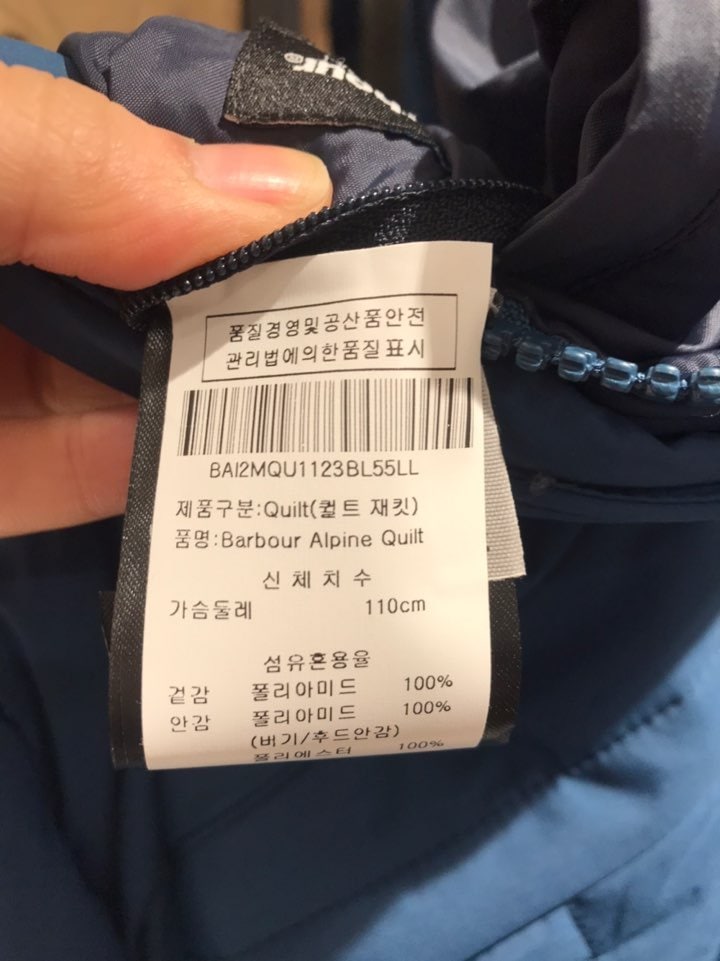 품질경영및공산품안전
관리법에의한품질표시
BAI2MQU1123BL55LL
제품구분:Quilt(퀼트 재킷)
품명:Barbour Alpine Quilt
신체치수
가슴둘레 110cm
섬유혼용율
겉감 폴리아미드 100%
안감 폴리아미드 100%
(버기/후드안감)
폴리에스터 100%